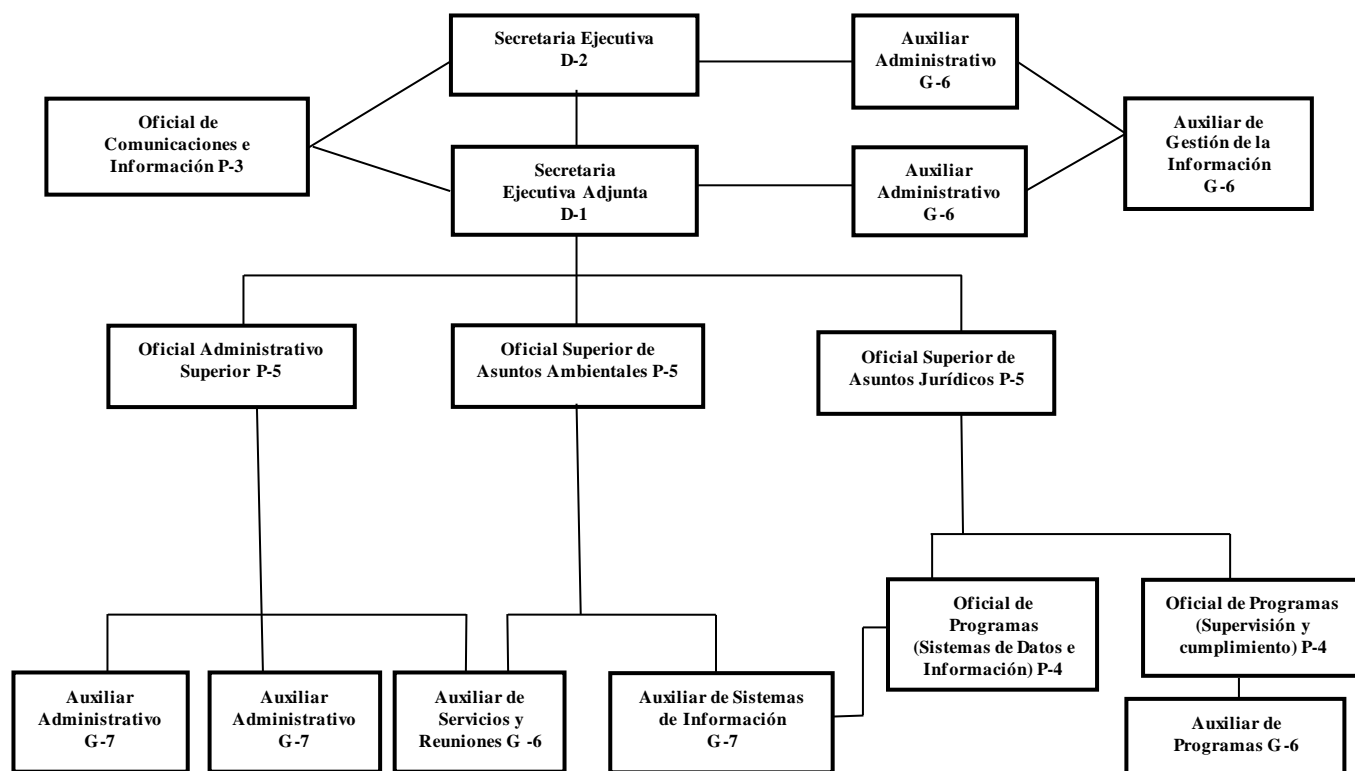 Secretaria Ejecutiva
D-2
Auxiliar
Administrativo
G-6
Oficial de
Comunicaciones e
Información P-3
Auxiliar de
Gestión de la
Información
G-6
Secretaria
Ejecutiva Adjunta
D-1
Auxiliar
Administrativo
G-6
Oficial Administrativo
Superior P-5
Oficial Superior de
Asuntos Ambientales P-5
Oficial Superior de
Asuntos Jurídicos P-5
Oficial de
Programas
(Sistemas de Datos e
Información) P-4
Oficial de Programas
(Supervisión y
cumplimiento) P-4
Auxiliar
Administrativo
G-7
Auxiliar
Administrativo
G-7
Auxiliar de
Servicios y
Reuniones G -6
Auxiliar de Sistemas
de Información
G-7
Auxiliar de
Programas G-6